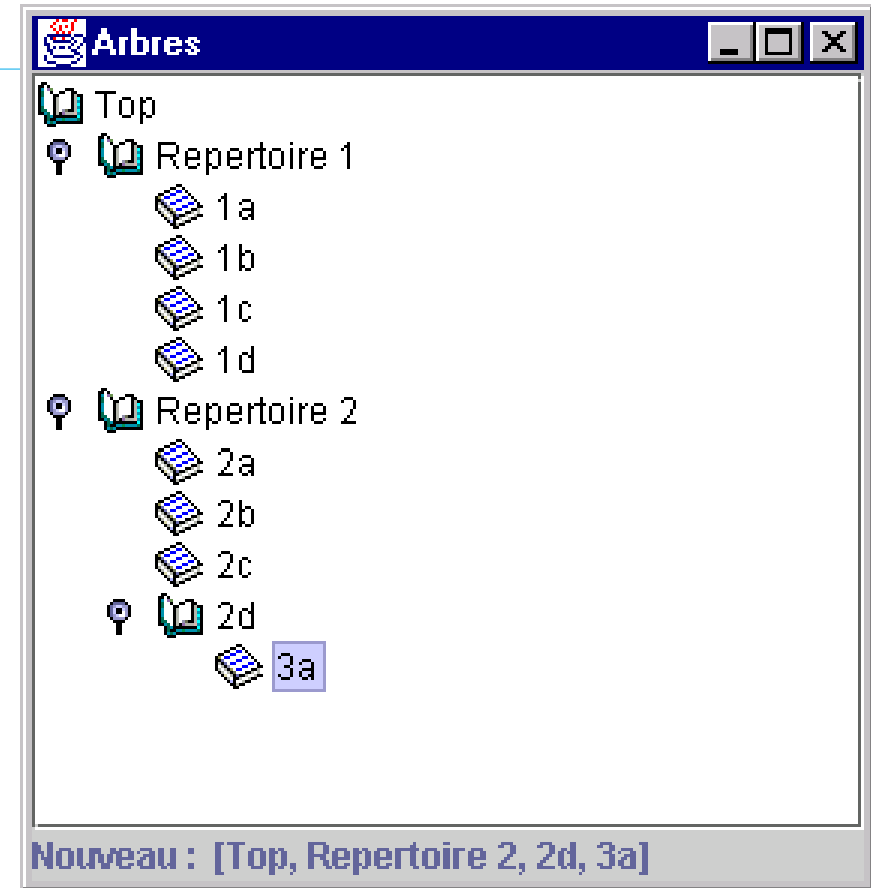 Arbres
Top
Repertoire 1
1a
1b
1c
1d
Repertoire 2
2a
2b
2c
2d
3a
Nouveau : [Top, Repertoire 2, 2d, 3a]